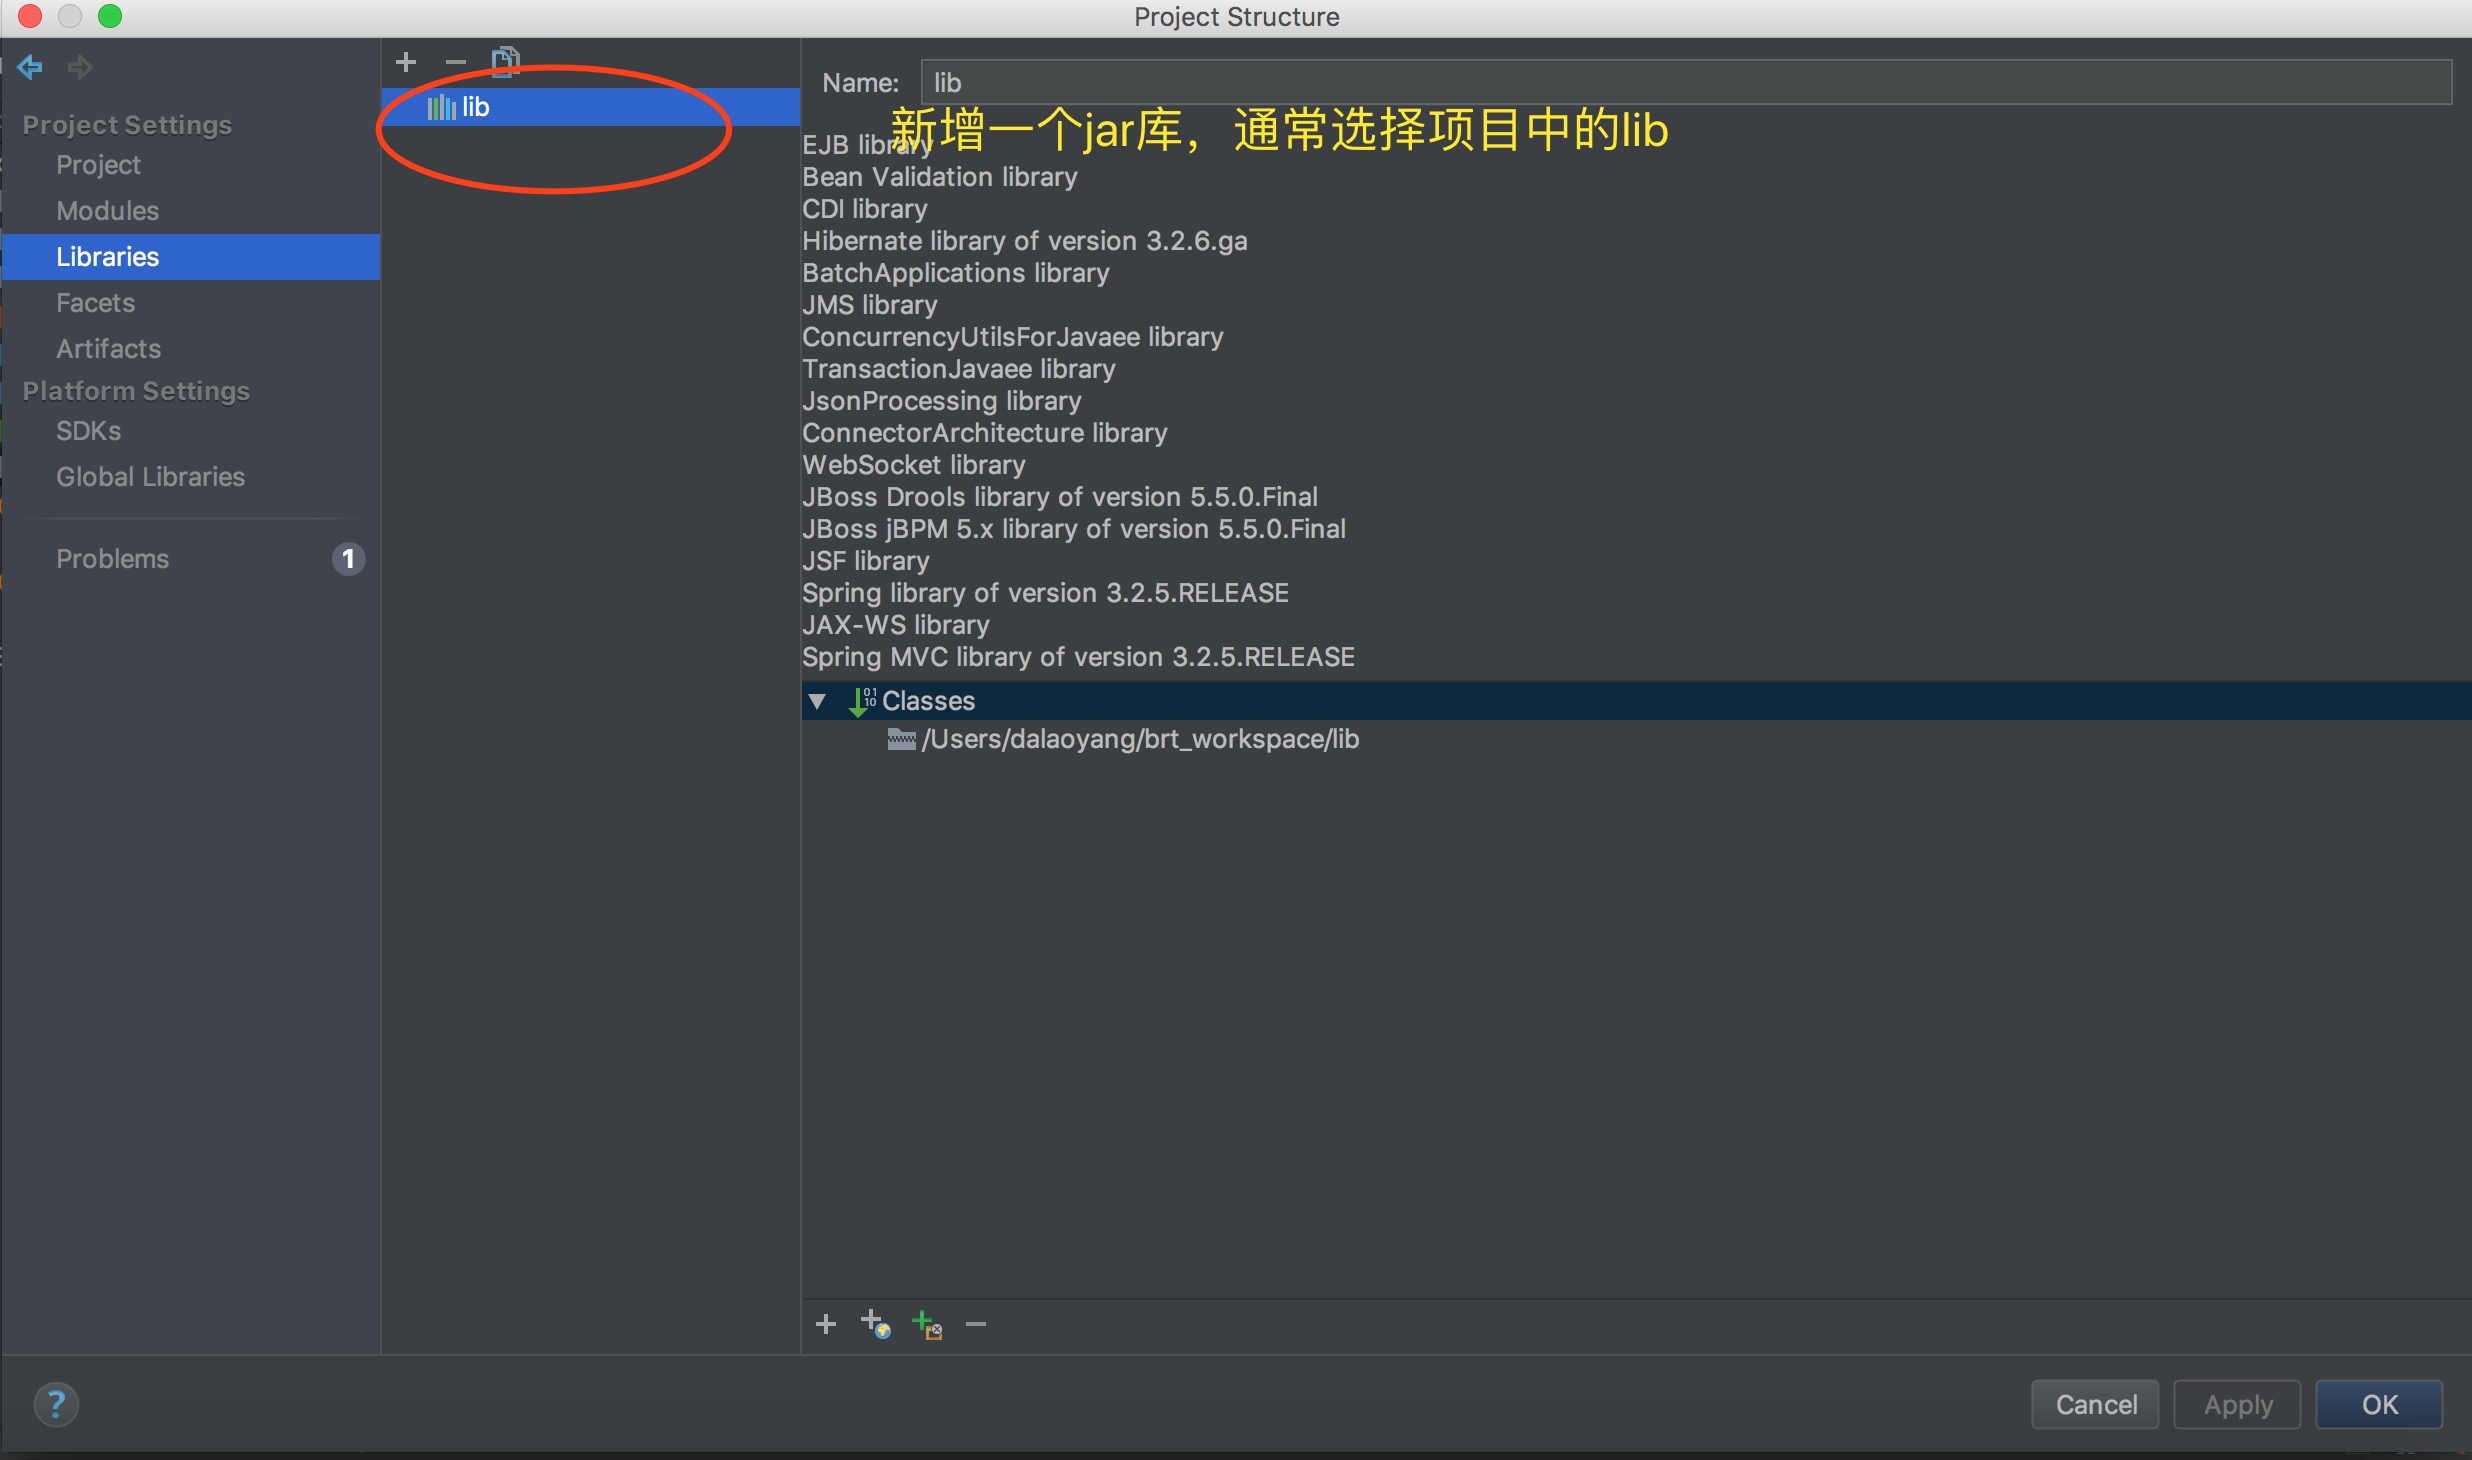 Project Structure
Project Settings
Project
Modules
Libraries
Facets
Artifacts
Platform Settings
SDKs
Global Libraries
Problems 1
lib
Name: lib
新增一个jar库，通常选择项目中的lib
EJB library
Bean Validation library
CDI library
Hibernate library of version 3.2.6.ga
BatchApplications library
JMS library
ConcurrencyUtilsForJavaee library
TransactionJavaee library
JsonProcessing library
ConnectorArchitecture library
WebSocket library
JBoss Drools library of version 5.5.0.Final
JBoss jBPM 5.x library of version 5.5.0.Final
JSF library
Spring library of version 3.2.5.RELEASE
JAX-WS library
Spring MVC library of version 3.2.5.RELEASE
Classes
/Users/dalaoyang/brt_workspace/lib
?
Cancel Apply OK